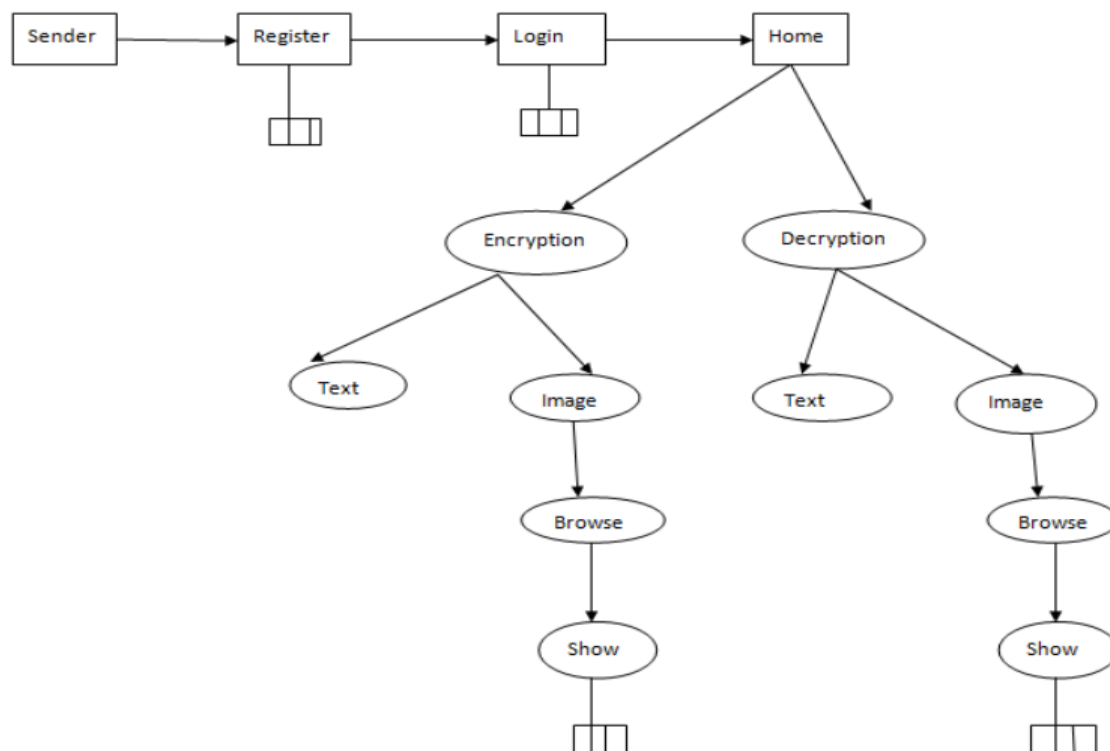 Sender
Register
Login
Home
Encryption
Decryption
Text
Image
Text
Image
Browse
Browse
Show
Show